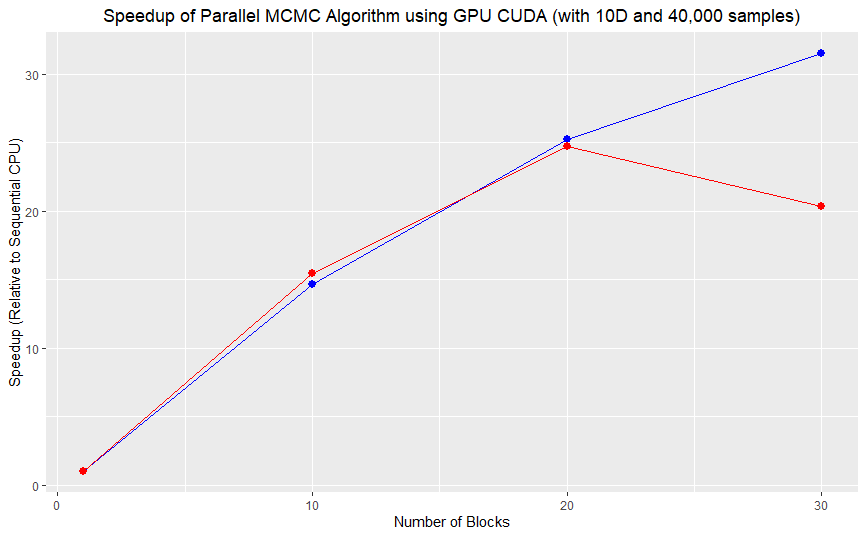 Speedup of Parallel MCMC Algorithm using GPU CUDA (with 10D and 40,000 samples)
Speedup (Relative to Sequential CPU)
30
20
10
0
0
10
20
30
Number of Blocks